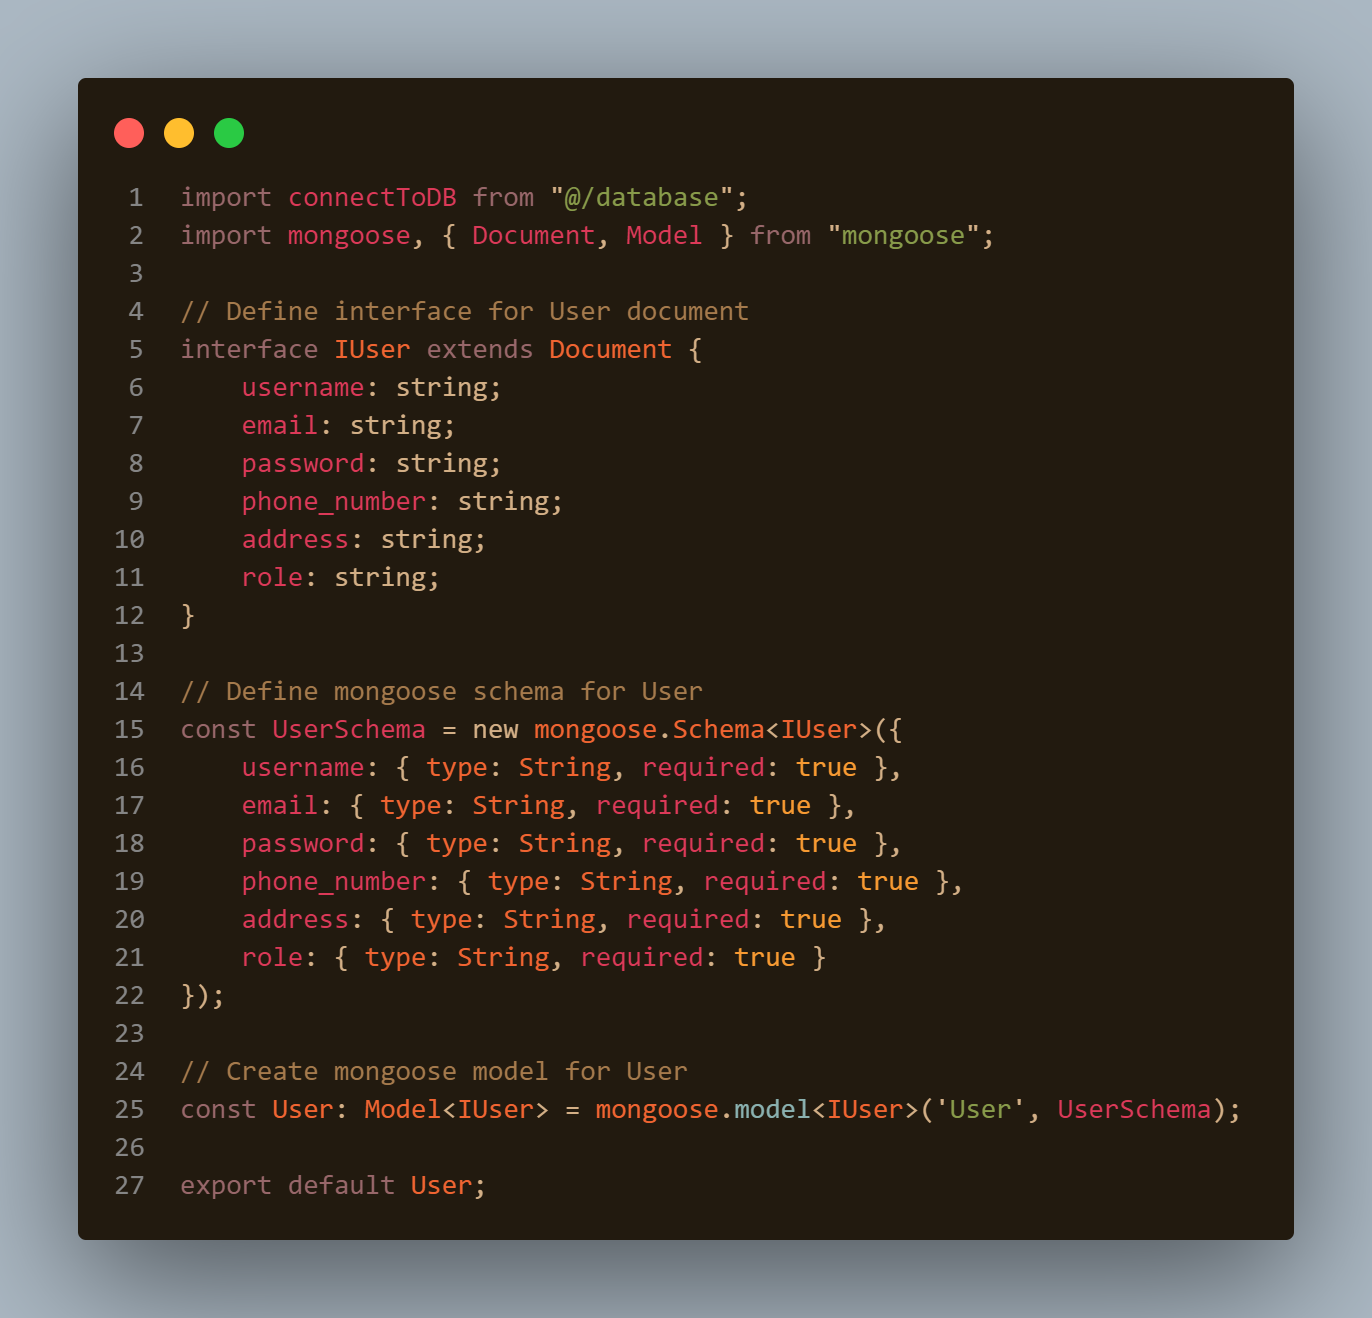 1 import connectToDB from "@/database";
2 import mongoose, { Document, Model } from "mongoose";
3
4 // Define interface for User document
5 interface IUser extends Document {
6     username: string;
7     email: string;
8     password: string;
9     phone_number: string;
10     address: string;
11     role: string;
12 }
13
14 // Define mongoose schema for User
15 const UserSchema = new mongoose.Schema<IUser>({
16     username: { type: String, required: true },
17     email: { type: String, required: true },
18     password: { type: String, required: true },
19     phone_number: { type: String, required: true },
20     address: { type: String, required: true },
21     role: { type: String, required: true }
22 });
23
24 // Create mongoose model for User
25 const User: Model<IUser> = mongoose.model<IUser>('User', UserSchema);
26
27 export default User;